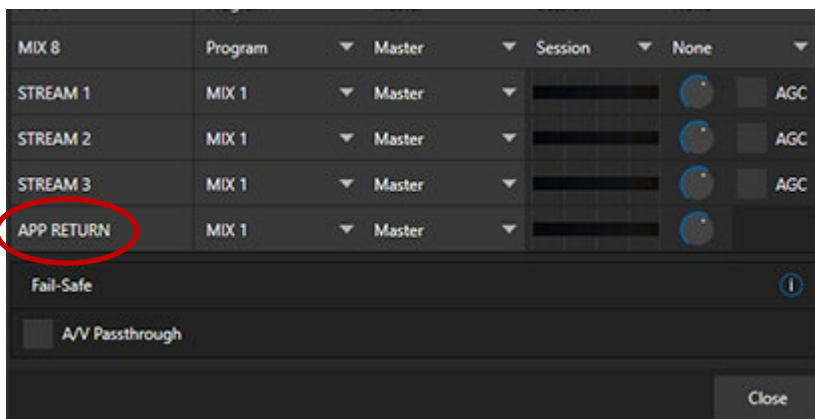 MIX 8 Program Master Session None
STREAM 1 MIX 1 Master AGC
STREAM 2 MIX 1 Master AGC
STREAM 3 MIX 1 Master AGC
APP RETURN MIX 1 Master
Fail-Safe
A/V Passthrough
Close